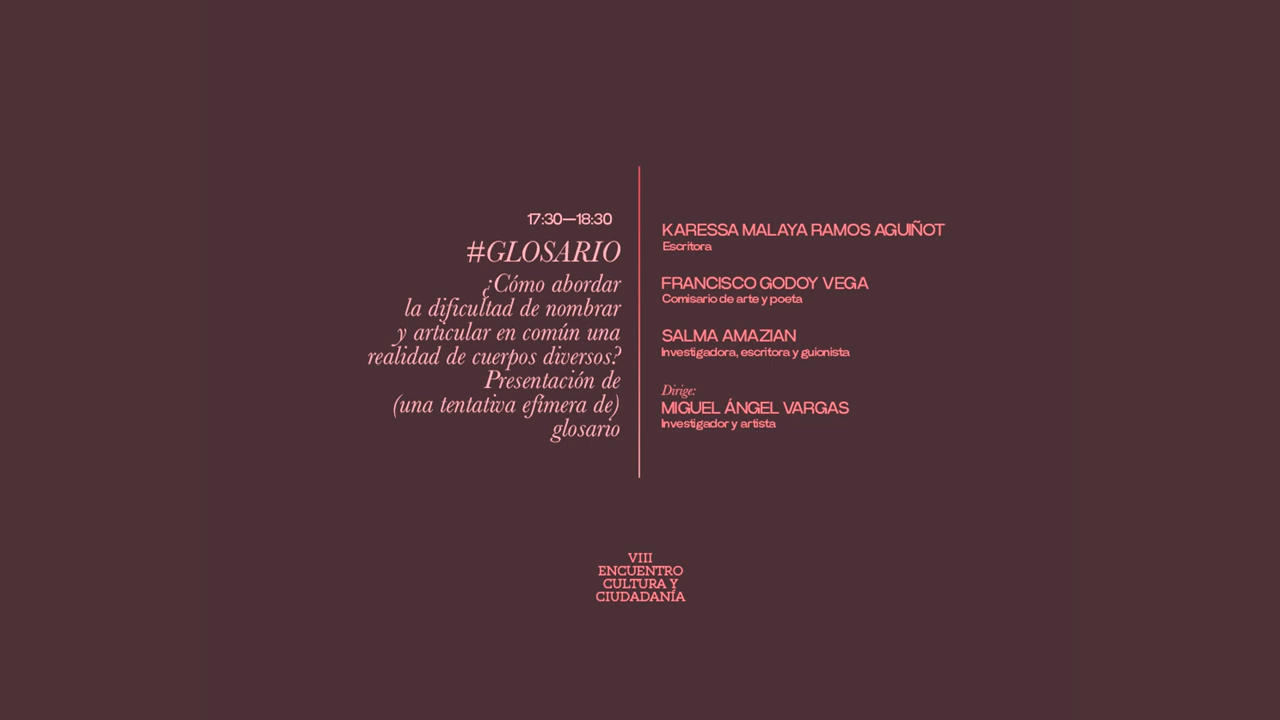 17:30—18:30
#GLOSARIO
¿Cómo abordar
la dificultad de nombrar
y articular en común una
realidad de cuerpos diversos?
Presentación de
(una tentativa efímera de)
glosario
KARESSA MALAYA RAMOS AGUIÑOT
Escritora
FRANCISCO GODOY VEGA
Comisario de arte y poeta
SALMA AMAZIAN
Investigadora, escritora y guionista
Dirige:
MIGUEL ÁNGEL VARGAS
Investigador y artista
VIII
ENCUENTRO
CULTURA Y
CIUDADANÍA